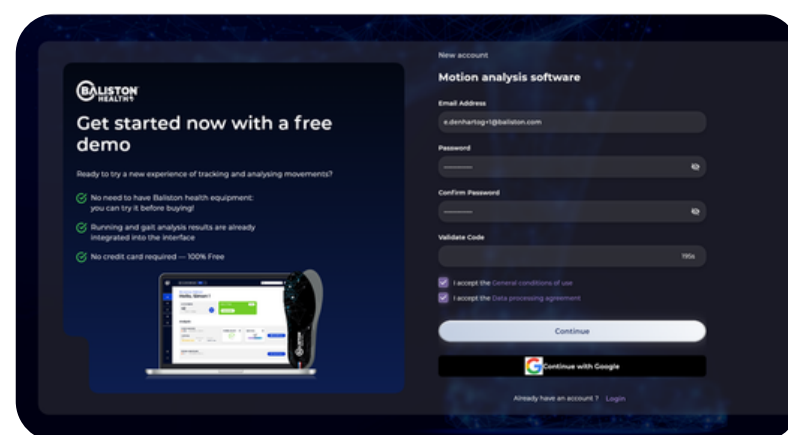 BALISTON
HEALTH
Get started now with a free
demo
Ready to try a new experience of tracking and analysing movements?
No need to have Baliston health equipment:
you can try it before buying!
Running and gait analysis results are already
integrated into the interface
No credit card required — 100% Free
Hello, Simon !
New account
Motion analysis software
Email Address
e.denhartog+1@baliston.com
Password
Confirm Password
Validate Code
195s
I accept the General conditions of use
I accept the Data processing agreement
Continue
Continue with Google
Already have an account ? Login